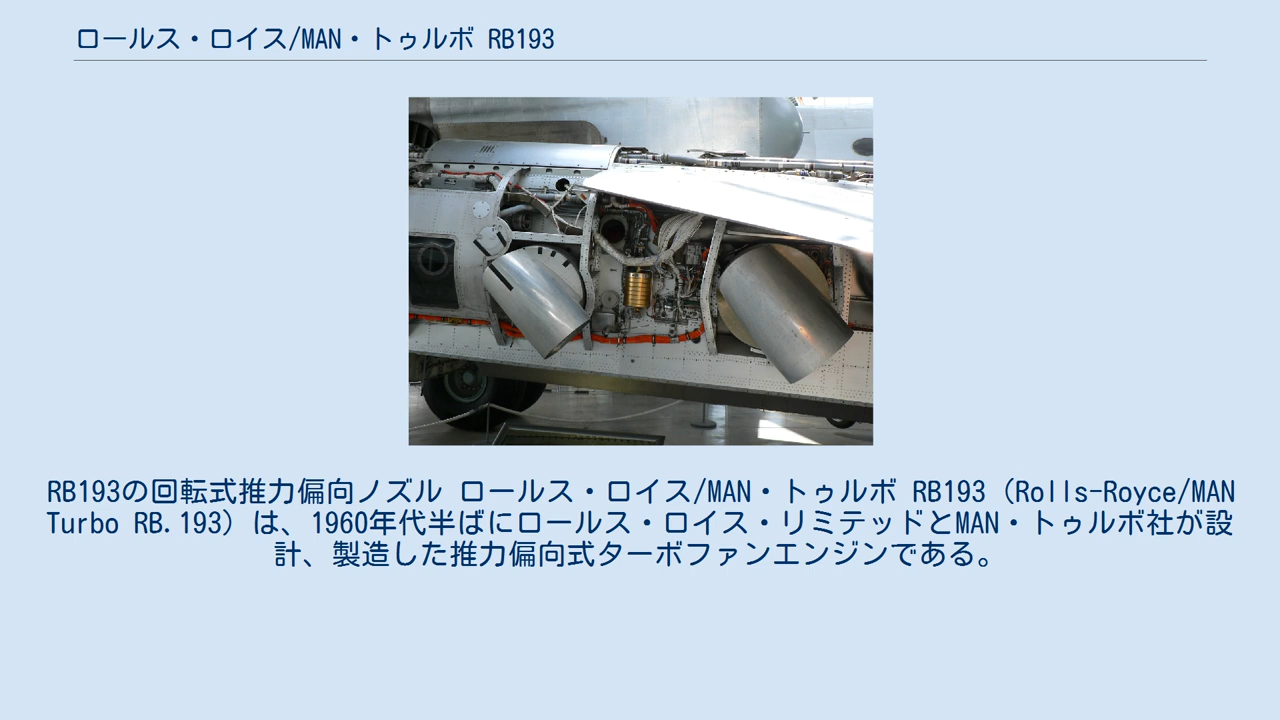 ロールス・ロイス/MAN・トゥルボ RB193
RB193の回転式推力偏向ノズル ロールス・ロイス/MAN・トゥルボ RB193（Rolls-Royce/MAN
Turbo RB.193）は、1960年代半ばにロールス・ロイス・リミテッドとMAN・トゥルボ社が設
計、製造した推力偏向式ターボファンエンジンである。